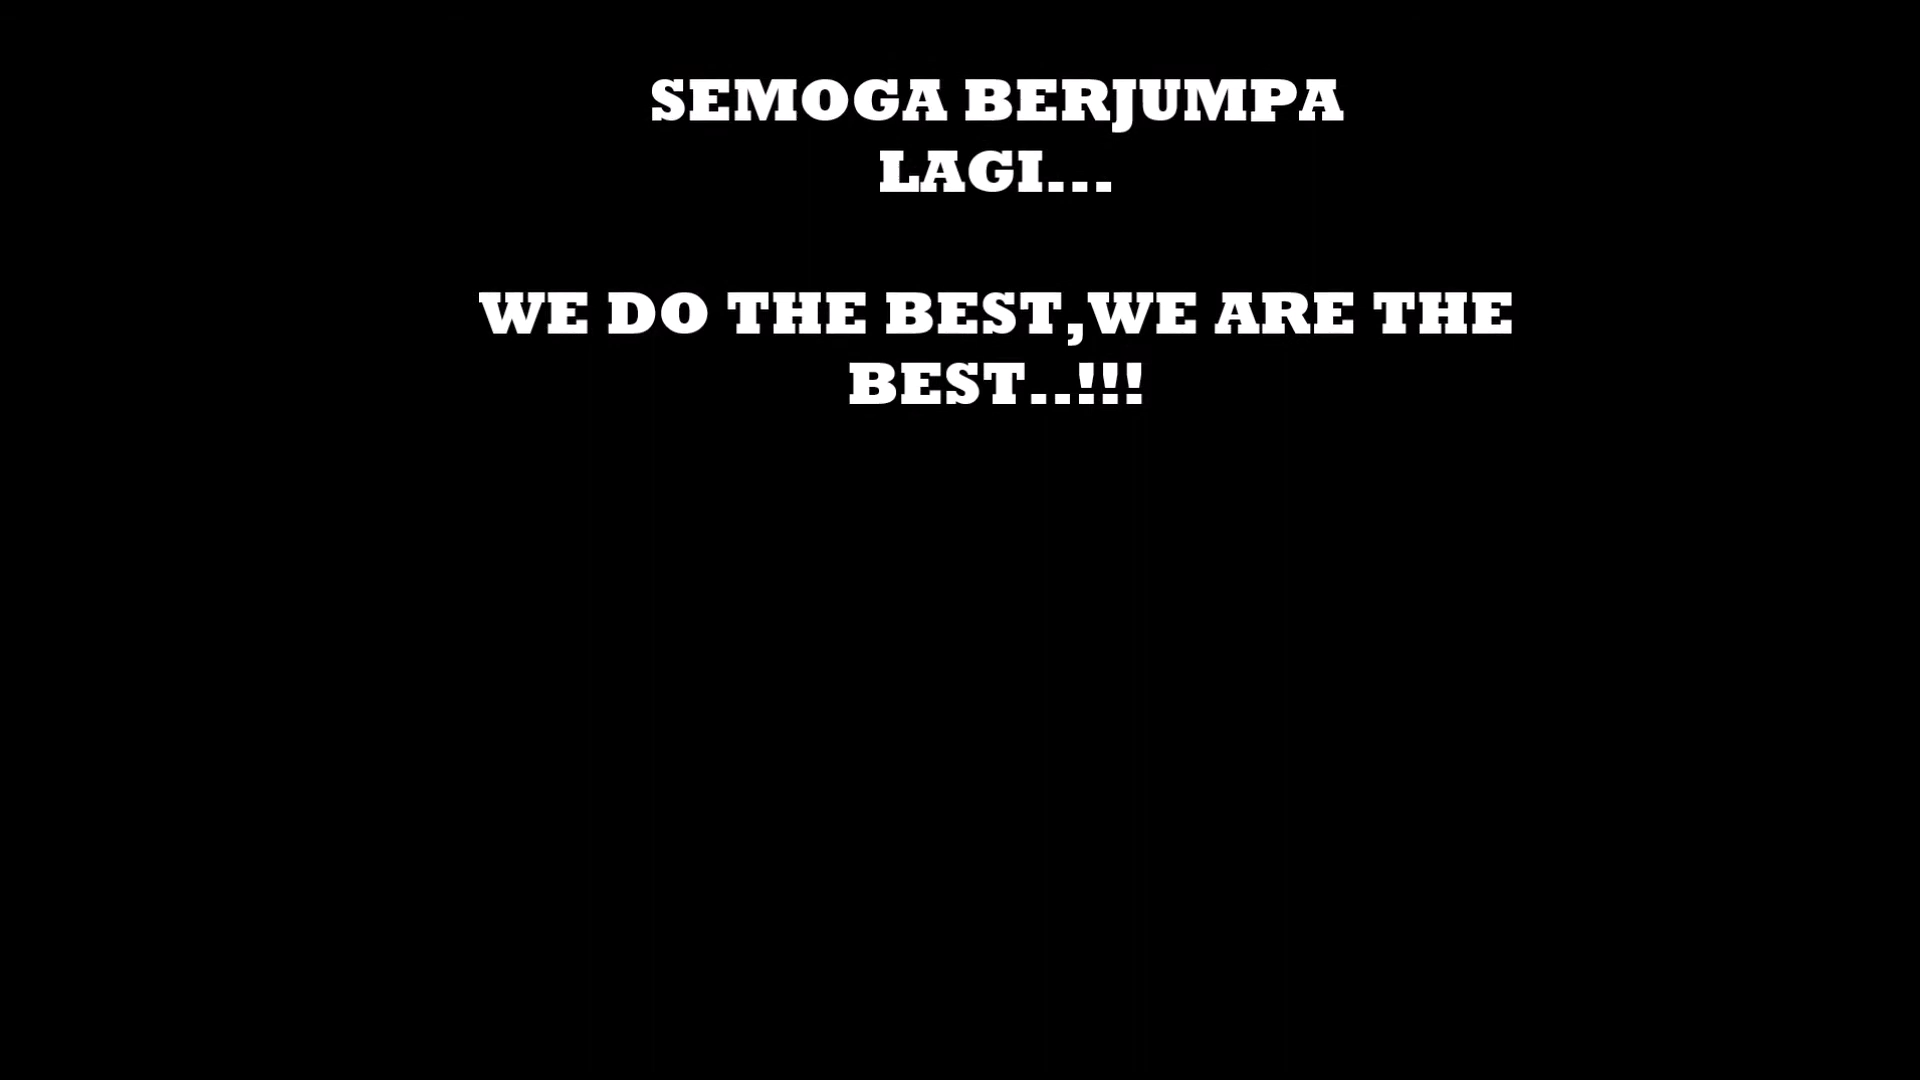 SEMOGA BERJUMPA
LAGI...
WE DO THE BEST,WE ARE THE
BEST..!!!